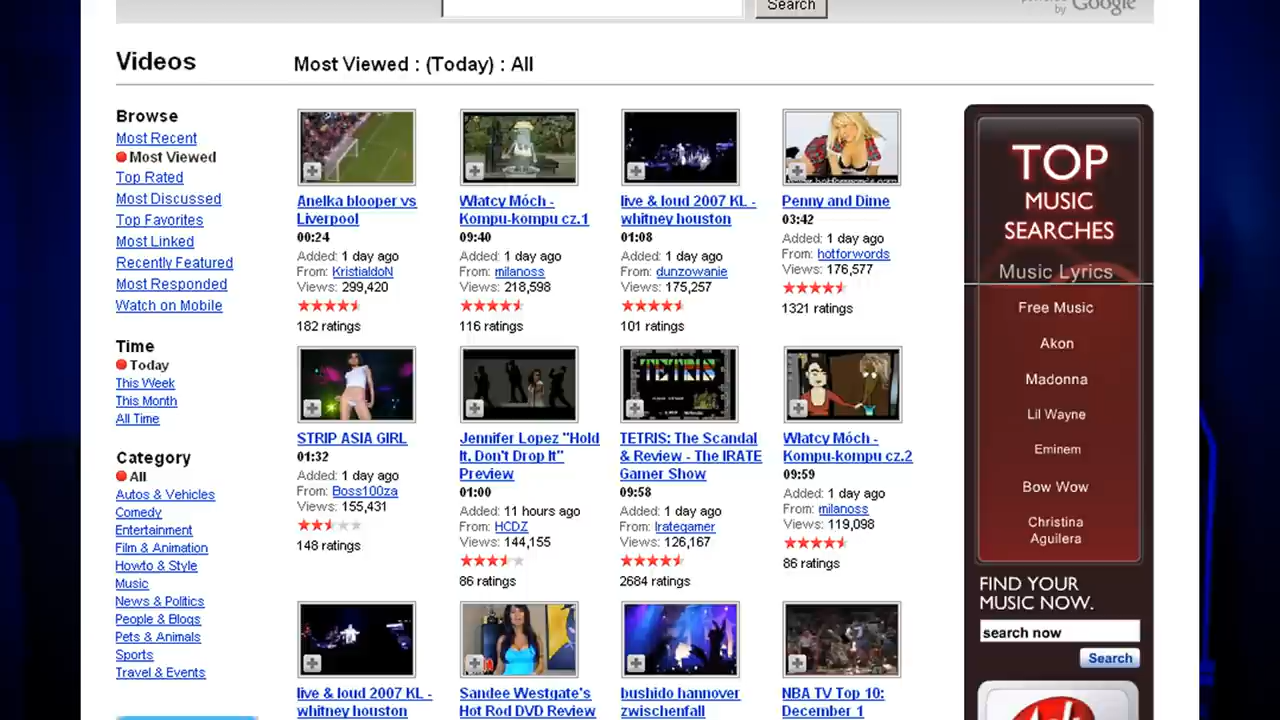 Search
powered
by Google
Videos
Most Viewed : (Today) : All
Browse
Most Recent
Most Viewed
Top Rated
Most Discussed
Top Favorites
Most Linked
Recently Featured
Most Responded
Watch on Mobile
Time
Today
This Week
This Month
All Time
Category
All
Autos & Vehicles
Comedy
Entertainment
Film & Animation
Howto & Style
Music
News & Politics
People & Blogs
Pets & Animals
Sports
Travel & Events
Anelka blooper vs
Liverpool
00:24
Added: 1 day ago
From: KristialdoN
Views: 299,420
182 ratings
Włatcy Móch -
Kompu-kompu cz.1
09:40
Added: 1 day ago
From: milanoss
Views: 218,598
116 ratings
live & loud 2007 KL -
whitney houston
01:08
Added: 1 day ago
From: dunzowanie
Views: 175,257
101 ratings
Penny and Dime
03:42
Added: 1 day ago
From: hotforwords
Views: 176,577
1321 ratings
STRIP ASIA GIRL
01:32
Added: 1 day ago
From: Boss100za
Views: 155,431
148 ratings
Jennifer Lopez "Hold
It, Don't Drop It"
Preview
01:00
Added: 11 hours ago
From: HCDZ
Views: 144,155
86 ratings
TETRIS
TETRIS: The Scandal
& Review - The IRATE
Gamer Show
09:58
Added: 1 day ago
From: Irategamer
Views: 126,167
2684 ratings
Włatcy Móch -
Kompu-kompu cz.2
09:59
Added: 1 day ago
From: milanoss
Views: 119,098
86 ratings
live & loud 2007 KL -
whitney houston
Sandee Westgate's
Hot Rod DVD Review
bushido hannover
zwischenfall
NBA TV Top 10:
December 1
TOP
MUSIC
SEARCHES
Music Lyrics
Free Music
Akon
Madonna
Lil Wayne
Eminem
Bow Wow
Christina
Aguilera
FIND YOUR
MUSIC NOW.
search now
Search